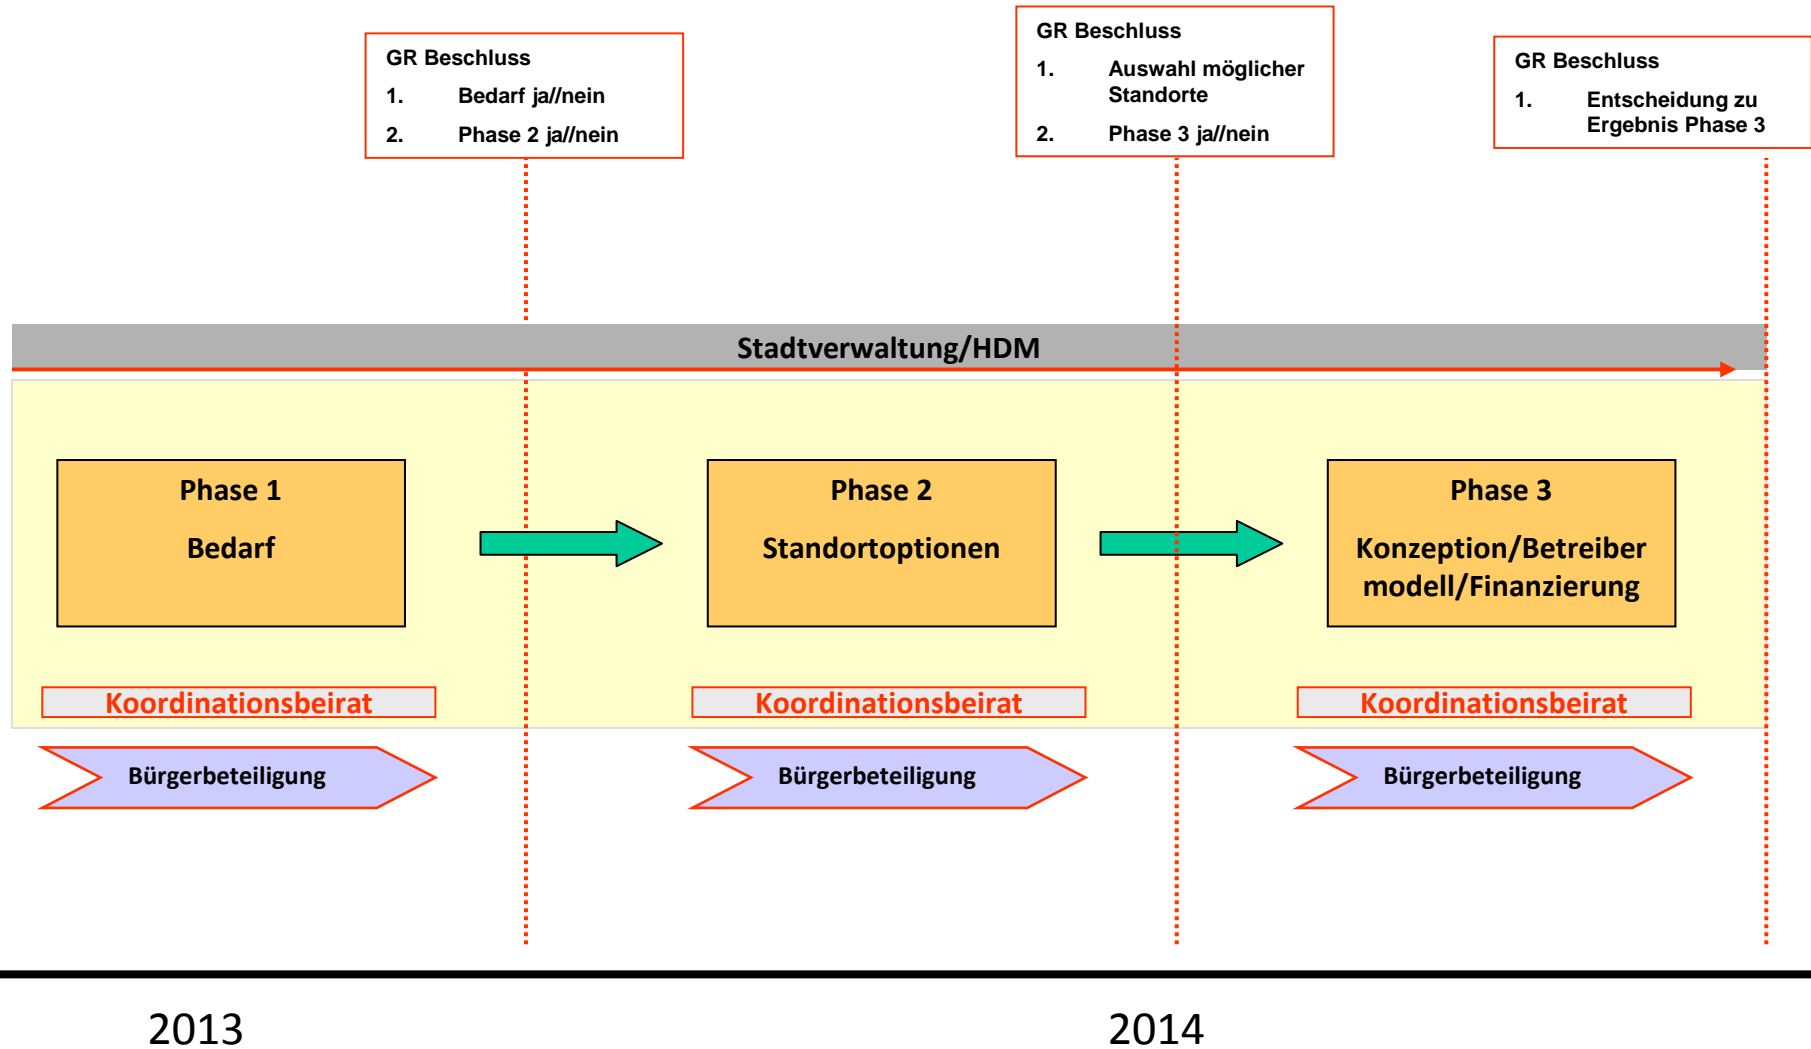 GR Beschluss
1. Bedarf ja//nein
2. Phase 2 ja//nein
GR Beschluss
1. Auswahl möglicher
Standorte
2. Phase 3 ja//nein
GR Beschluss
1. Entscheidung zu
Ergebnis Phase 3
Stadtverwaltung/HDM
Phase 1
Bedarf
Phase 2
Standortoptionen
Phase 3
Konzeption/Betreiber
modell/Finanzierung
Koordinationsbeirat
Koordinationsbeirat
Koordinationsbeirat
Bürgerbeteiligung
Bürgerbeteiligung
Bürgerbeteiligung
2013
2014